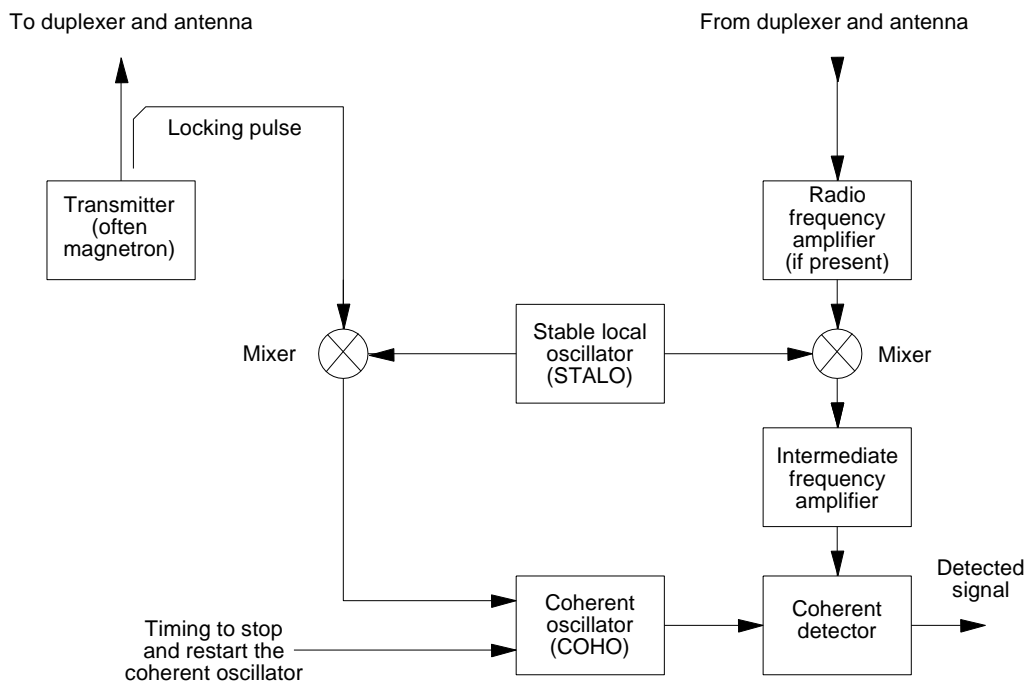 To duplexer and antenna
From duplexer and antenna
Locking pulse
Transmitter
(often
magnetron)
Radio
frequency
amplifier
(if present)
Mixer
Stable local
oscillator
(STALO)
Mixer
Intermediate
frequency
amplifier
Detected
signal
Timing to stop
and restart the
coherent oscillator
Coherent
oscillator
(COHO)
Coherent
detector